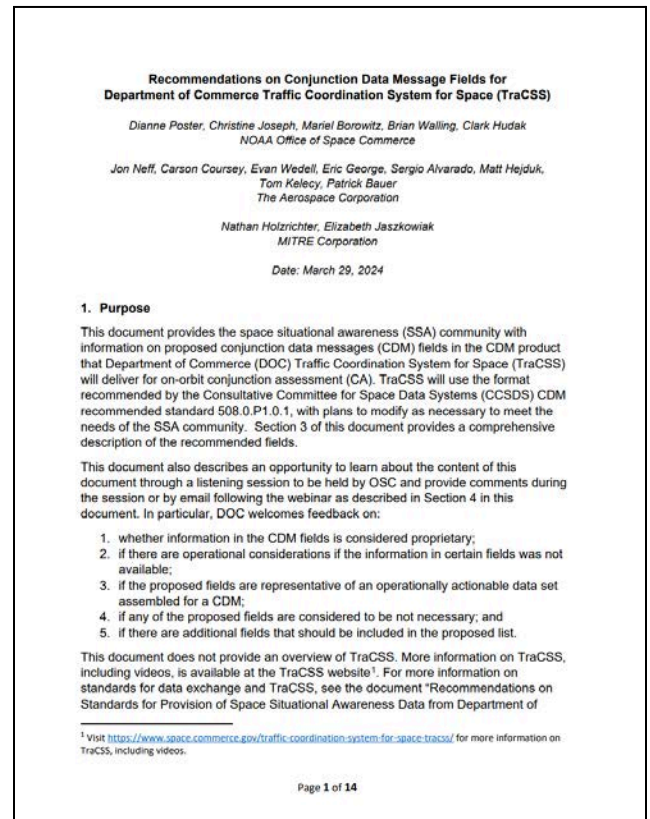 Recommendations on Conjunction Data Message Fields for
Department of Commerce Traffic Coordination System for Space (TraCSS)
Dianne Poster, Christine Joseph, Mariel Borowitz, Brian Walling, Clark Hudak
NOAA Office of Space Commerce
Jon Neff, Carson Coursey, Evan Wedell, Eric George, Sergio Alvarado, Matt Hejduk,
Tom Kelecy, Patrick Bauer
The Aerospace Corporation
Nathan Holzrichter, Elizabeth Jaszkowiak
MITRE Corporation
Date: March 29, 2024
1. Purpose
This document provides the space situational awareness (SSA) community with
information on proposed conjunction data messages (CDM) fields in the CDM product
that Department of Commerce (DOC) Traffic Coordination System for Space (TraCSS)
will deliver for on-orbit conjunction assessment (CA). TraCSS will use the format
recommended by the Consultative Committee for Space Data Systems (CCSDS) CDM
recommended standard 508.0.P1.0.1, with plans to modify as necessary to meet the
needs of the SSA community. Section 3 of this document provides a comprehensive
description of the recommended fields.
This document also describes an opportunity to learn about the content of this
document through a listening session to be held by OSC and provide comments during
the session or by email following the webinar as described in Section 4 in this
document. In particular, DOC welcomes feedback on:
1. whether information in the CDM fields is considered proprietary;
2. if there are operational considerations if the information in certain fields was not
available;
3. if the proposed fields are representative of an operationally actionable data set
assembled for a CDM;
4. if any of the proposed fields are considered to be not necessary; and
5. if there are additional fields that should be included in the proposed list.
This document does not provide an overview of TraCSS. More information on TraCSS,
including videos, is available at the TraCSS website¹. For more information on
standards for data exchange and TraCSS, see the document "Recommendations on
Standards for Provision of Space Situational Awareness Data from Department of
¹ Visit https://www.space.commerce.gov/traffic-coordination-system-for-space-tracss/ for more information on
TraCSS, including videos.
Page 1 of 14